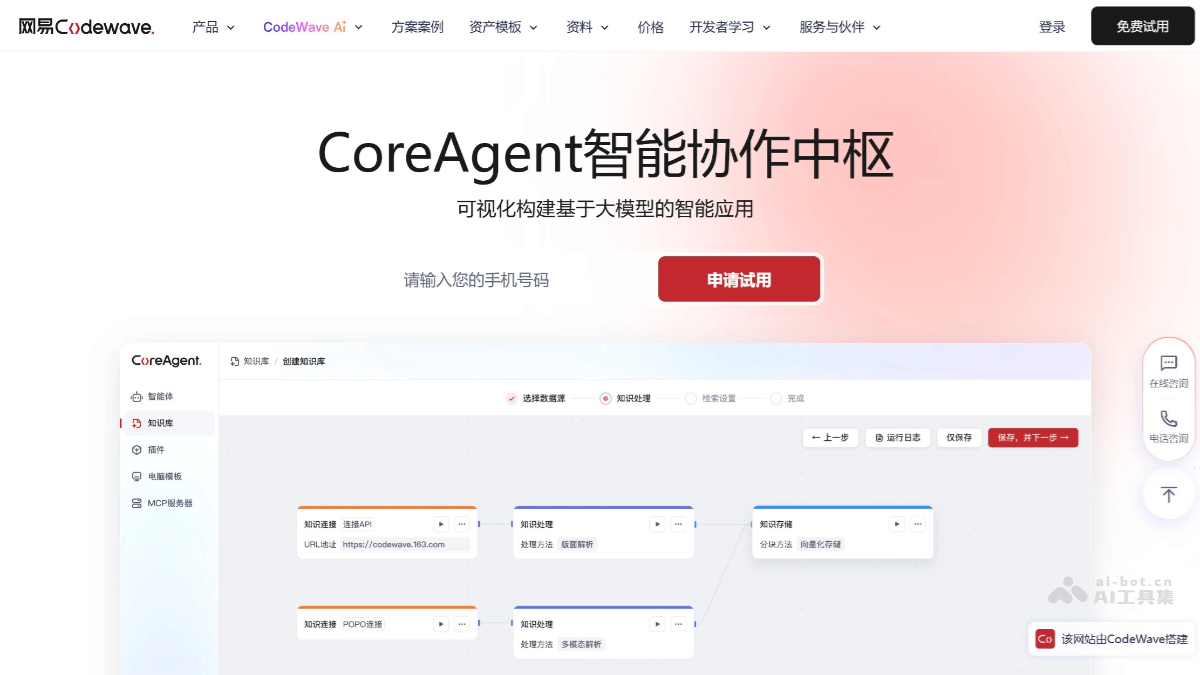 网易Codewave.
产品 CodeWave Ai 方案案例 资产模板 资料 价格 开发者学习 服务与伙伴 登录 免费试用
CoreAgent智能协作中枢
可视化构建基于大模型的智能应用
请输入您的手机号码 申请试用
CoreAgent.
智能体
知识库
插件
电脑模板
MCP服务器
知识库 / 创建知识库
选择数据源 知识处理 检索设置 完成
← 上一步 运行日志 仅保存 保存，并下一步 →
知识连接 连接API
URL地址 https://codewave.163.com
知识处理
处理方法 版面解析
知识存储
分块方法 向量化存储
知识连接 POPO连接
知识处理
处理方法 多模态解析
在线咨询
电话咨询
ai-bot.cn
AI工具集
Co 该网站由CodeWave搭建